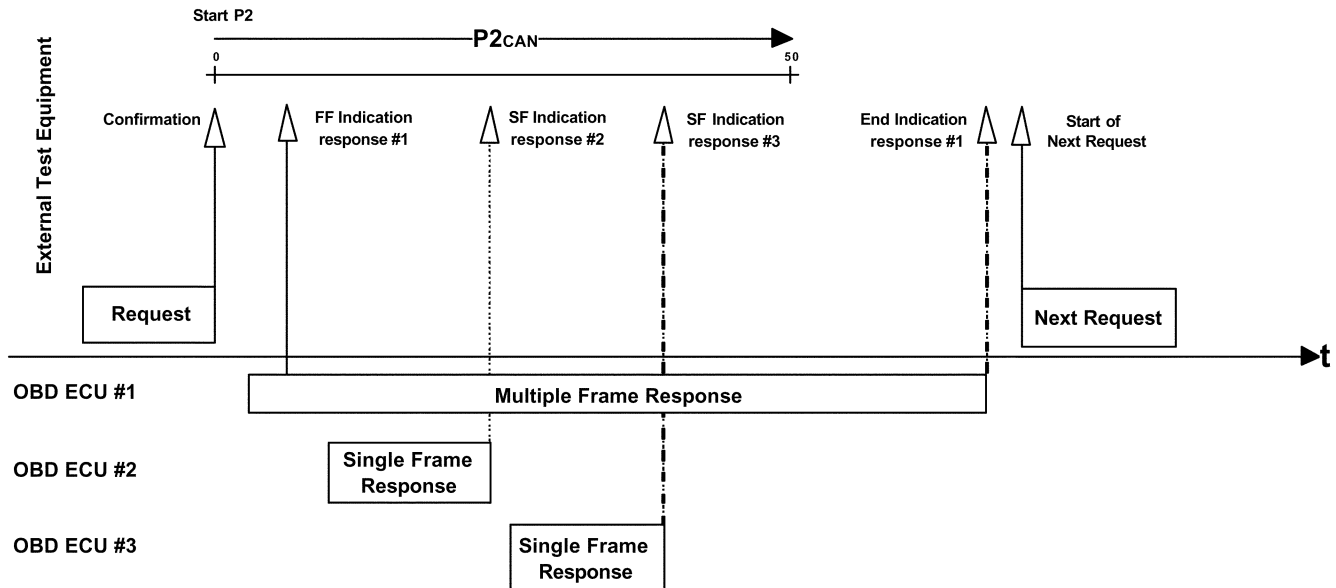 Start P2
P2CAN
0
50
External Test Equipment
Confirmation
FF Indication
response #1
SF Indication
response #2
SF Indication
response #3
End Indication
response #1
Start of
Next Request
Request
Next Request
t
OBD ECU #1
Multiple Frame Response
OBD ECU #2
Single Frame
Response
OBD ECU #3
Single Frame
Response